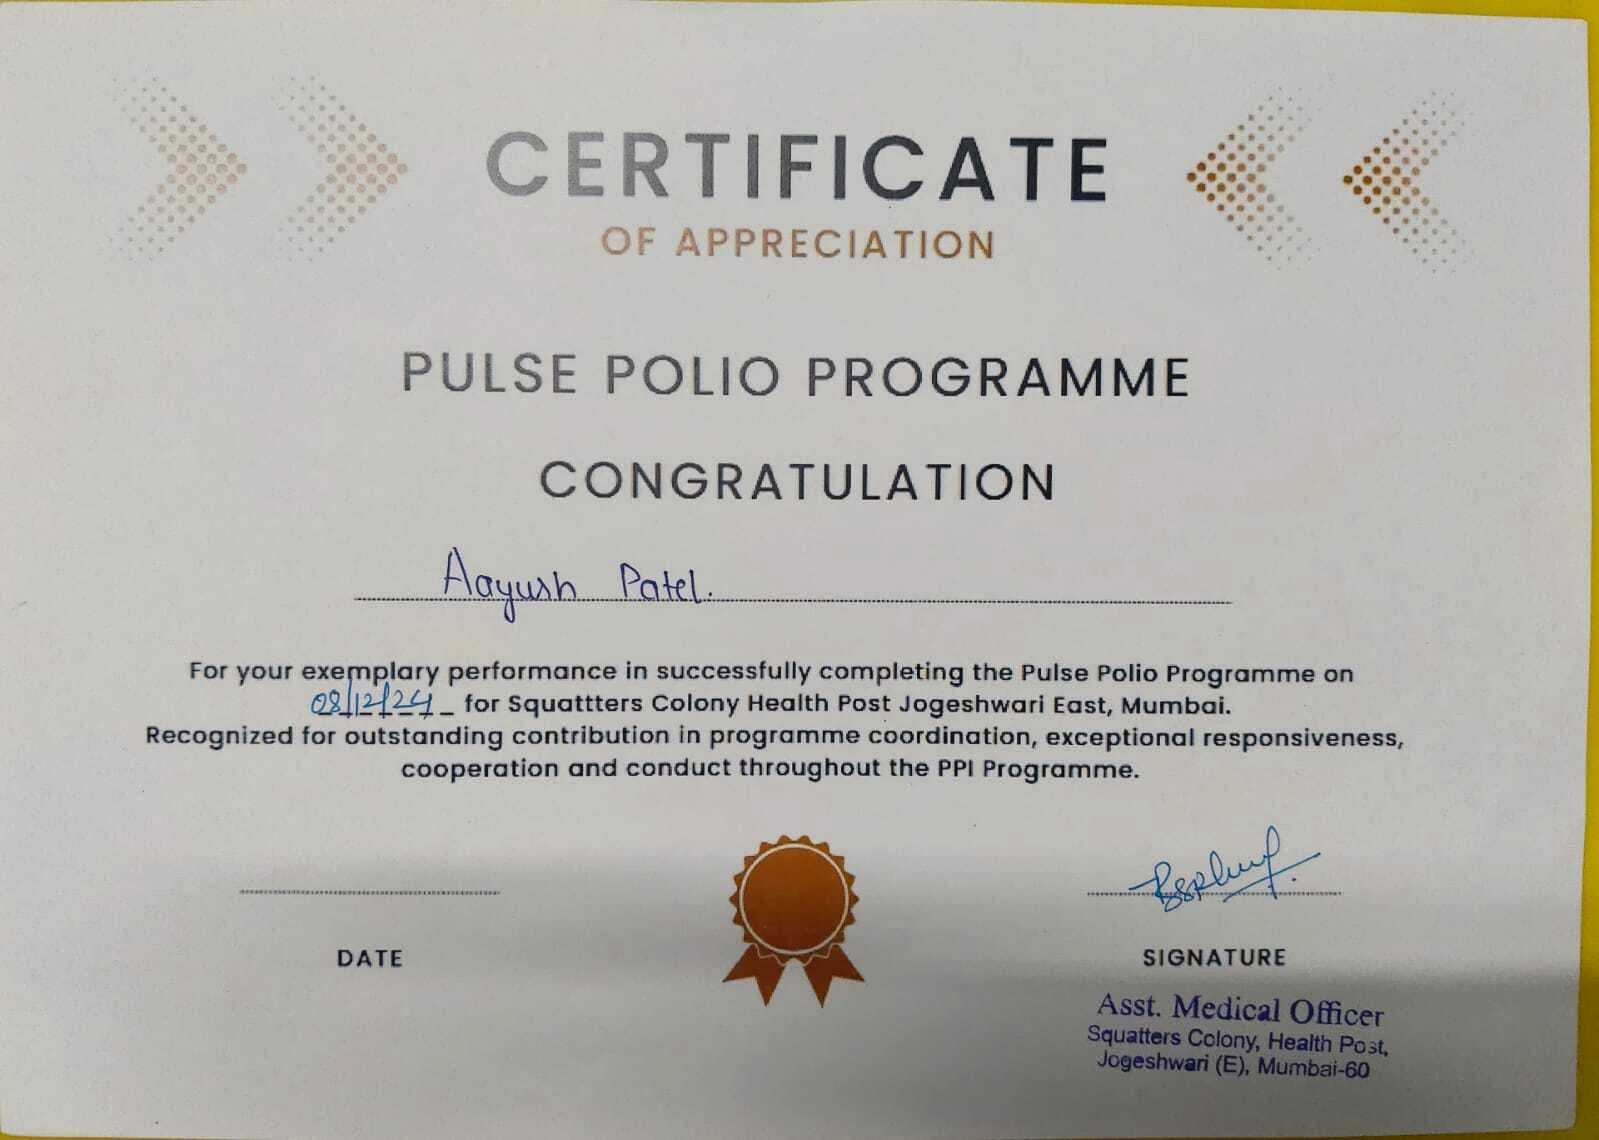 CERTIFICATE
OF APPRECIATION
PULSE POLIO PROGRAMME
CONGRATULATION
Aayush Patel.
For your exemplary performance in successfully completing the Pulse Polio Programme on
08/12/24 _ for Squattters Colony Health Post Jogeshwari East, Mumbai.
Recognized for outstanding contribution in programme coordination, exceptional responsiveness,
cooperation and conduct throughout the PPI Programme.
DATE
SIGNATURE
Asst. Medical Officer
Squatters Colony, Health Post,
Jogeshwari (E), Mumbai-60